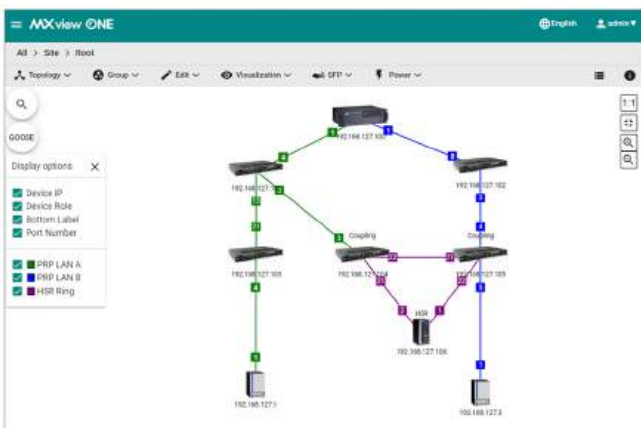 MXview ONE
English
admin
All > Site > Root
Topology
Group
Edit
Visualization
SFP
Power
1:1
GOOSE
Display options
Device IP
Device Role
Bottom Label
Port Number
PRP LAN A
PRP LAN B
HSR Ring
192.168.127.100
192.168.127.102
Coupling
192.168.127.103
192.168.127.104
192.168.127.105
HSR
192.168.127.106
192.168.127.1